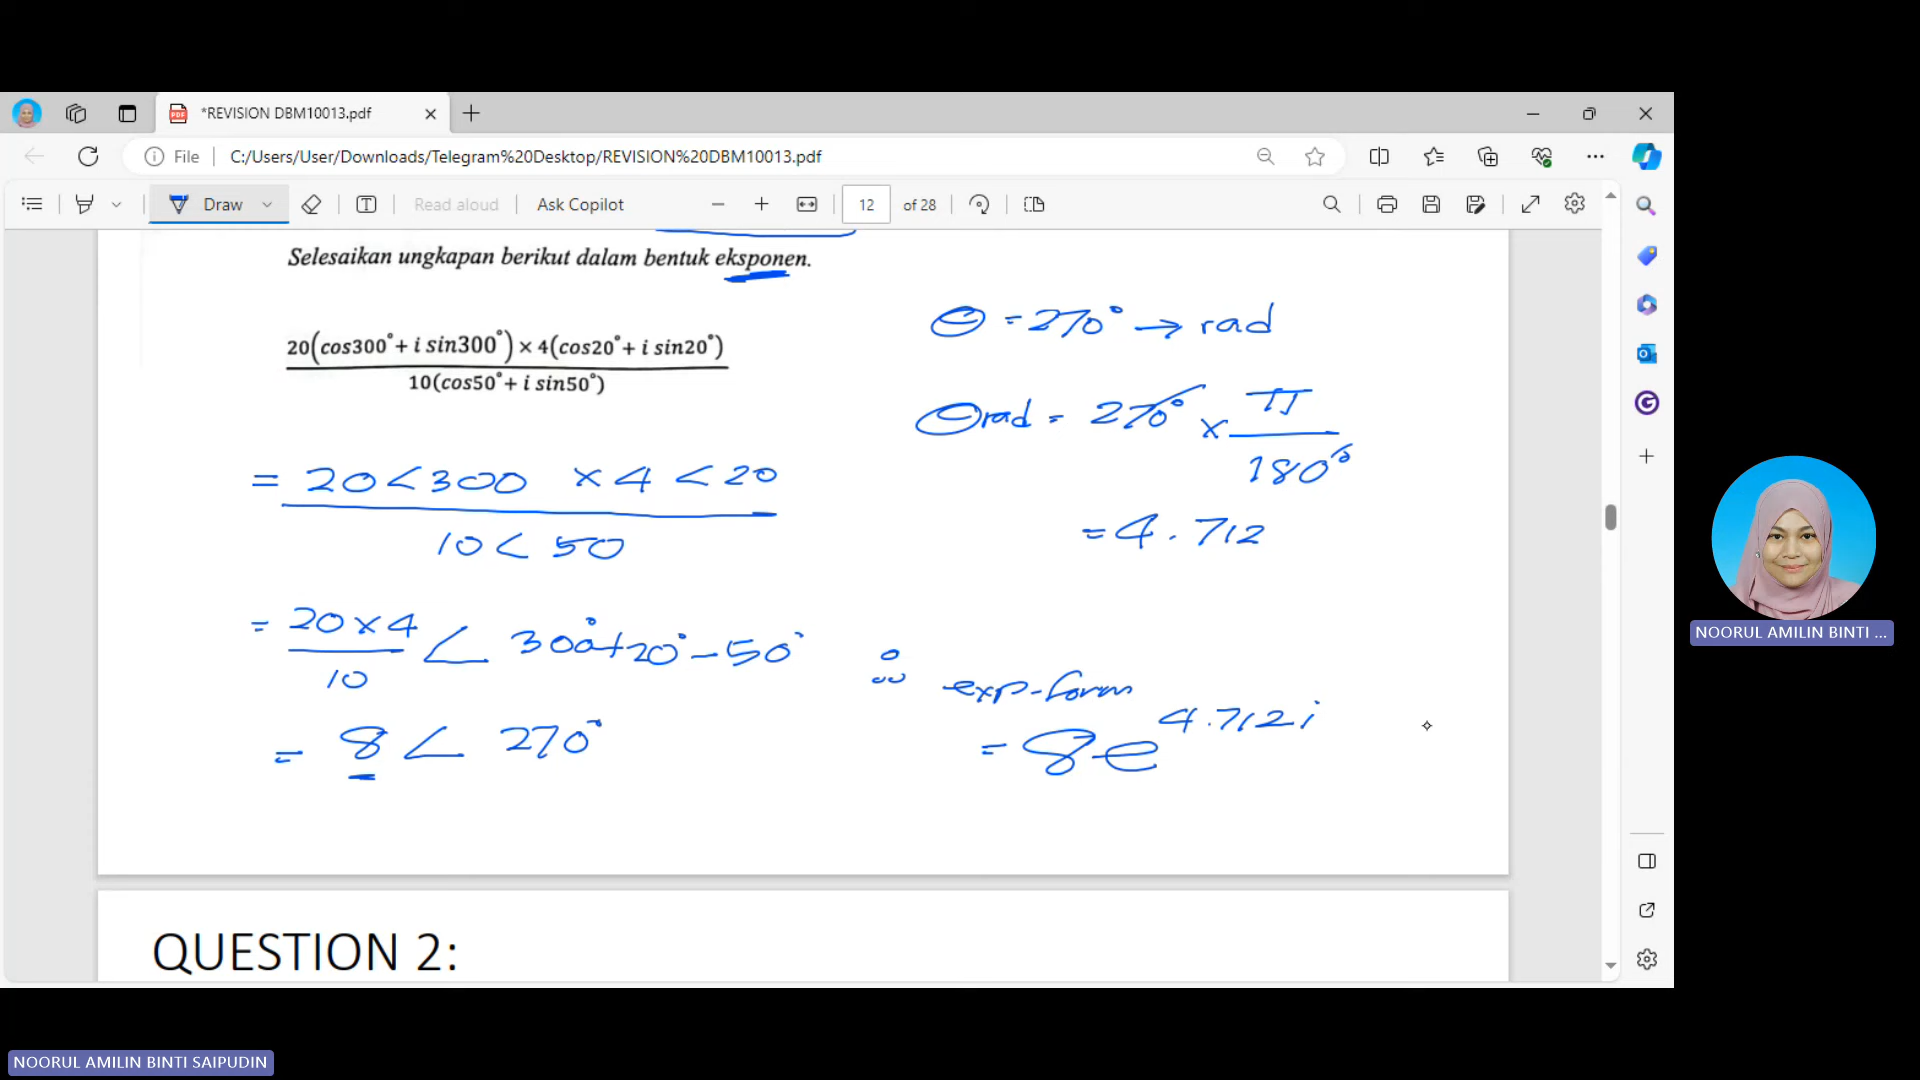 *REVISION DBM10013.pdf
File
C:/Users/User/Downloads/Telegram%20Desktop/REVISION%20DBM10013.pdf
Draw
Read aloud
Ask Copilot
12 of 28
Selesaikan ungkapan berikut dalam bentuk eksponen.
20(cos300°+ i sin300°) × 4(cos20°+ i sin20°)
10(cos50°+ i sin50°)
= 20 < 300 × 4 < 20
10 < 50
= 20 × 4 / 10 ∠ 300°+20°-50°
= 8 ∠ 270°
θ = 270° → rad
θrad = 270° × π / 180°
= 4.712
∴ exp-form
= 8e^4.712i
QUESTION 2:
NOORUL AMILIN BINTI ...
NOORUL AMILIN BINTI SAIPUDIN